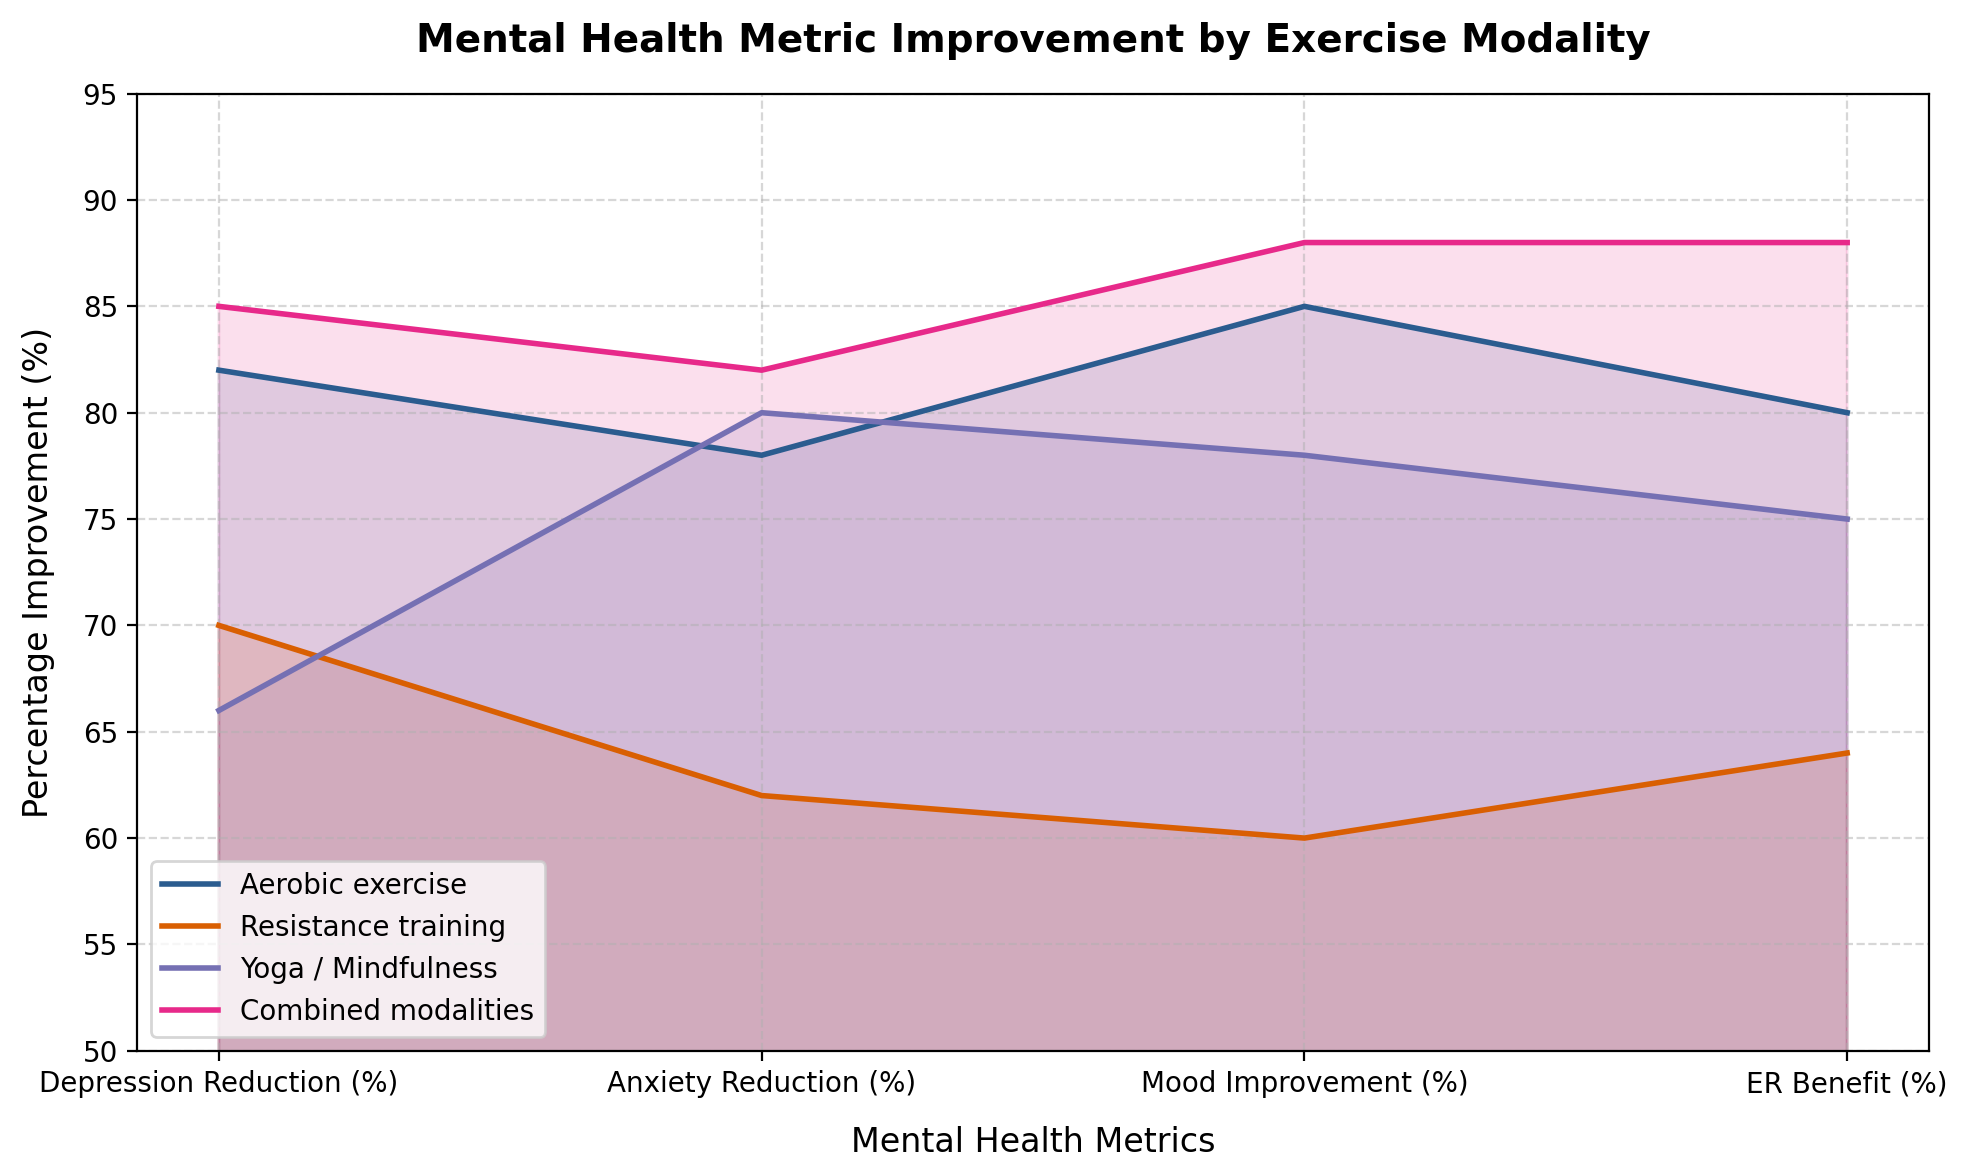 Mental Health Metric Improvement by Exercise Modality
Percentage Improvement (%)
95
90
85
80
75
70
65
60
55
50
Aerobic exercise
Resistance training
Yoga / Mindfulness
Combined modalities
Depression Reduction (%)
Anxiety Reduction (%)
Mood Improvement (%)
ER Benefit (%)
Mental Health Metrics